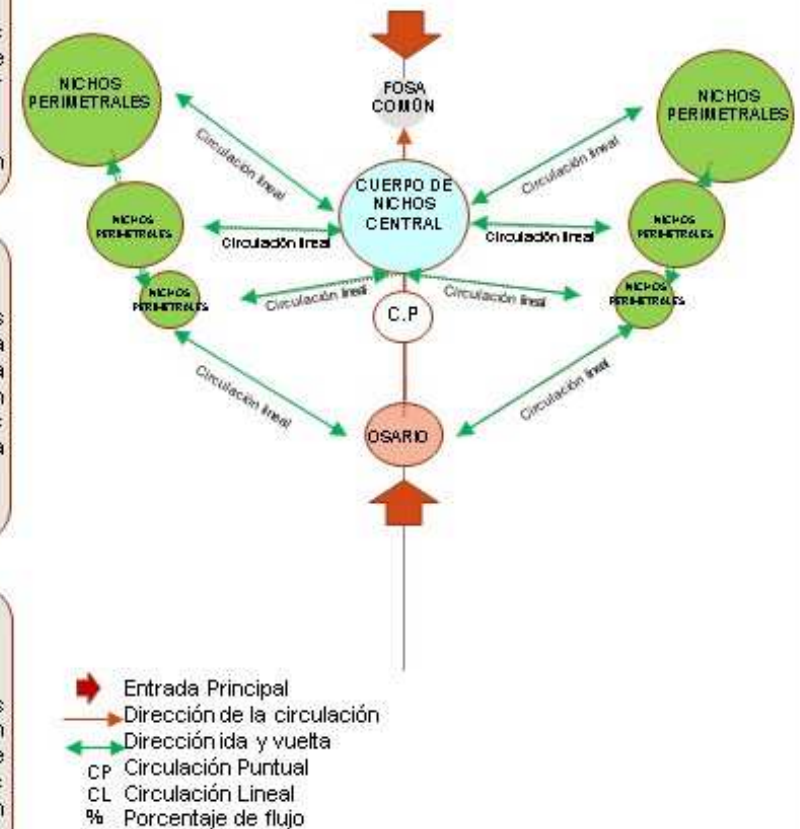 NICHOS
PERIMETRALES
FOSA
COMÚN
NICHOS
PERIMETRALES
Circulación lineal
Circulación lineal
CUERPO DE
NICHOS
CENTRAL
NICHOS
PERIMETRALES
Circulación lineal
Circulación lineal
NICHOS
PERIMETRALES
NICHOS
PERIMETRALES
Circulación lineal
Circulación lineal
NICHOS
PERIMETRALES
C.P
Circulación lineal
Circulación lineal
OSARIO
Entrada Principal
Dirección de la circulación
Dirección ida y vuelta
CP Circulación Puntual
CL Circulación Lineal
% Porcentaje de flujo